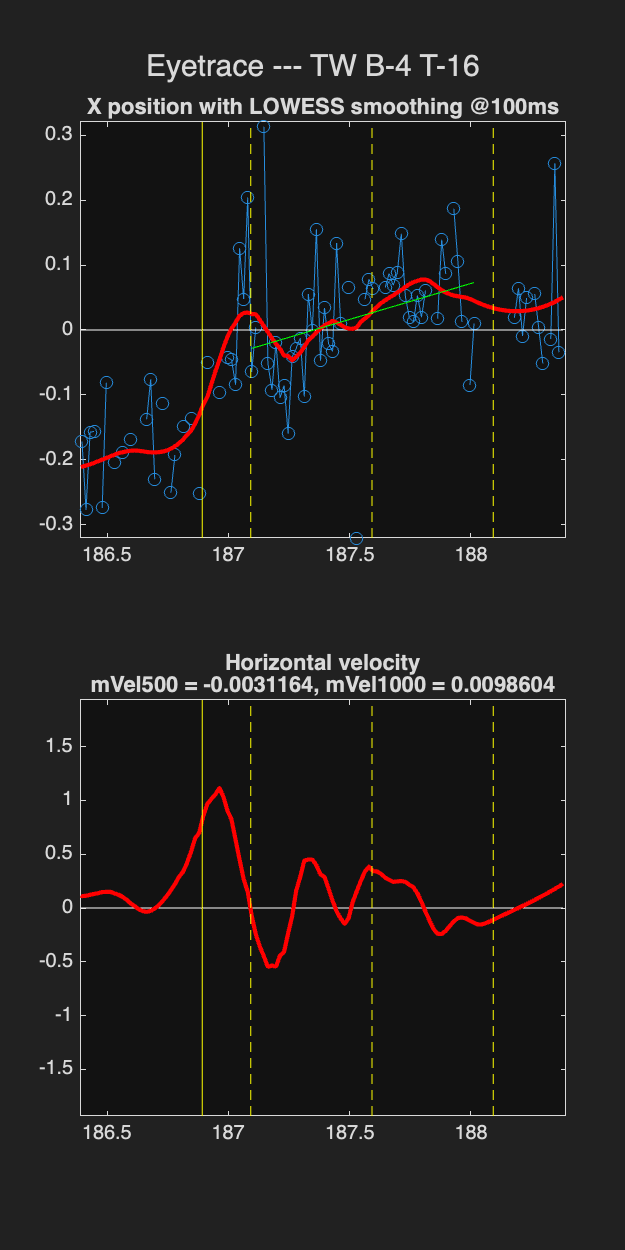 Eyetrace --- TW B-4 T-16
X position with LOWESS smoothing @100ms
0.3
0.2
0.1
0
-0.1
-0.2
-0.3
186.5 187 187.5 188
Horizontal velocity
mVel500 = -0.0031164, mVel1000 = 0.0098604
1.5
1
0.5
0
-0.5
-1
-1.5
186.5 187 187.5 188